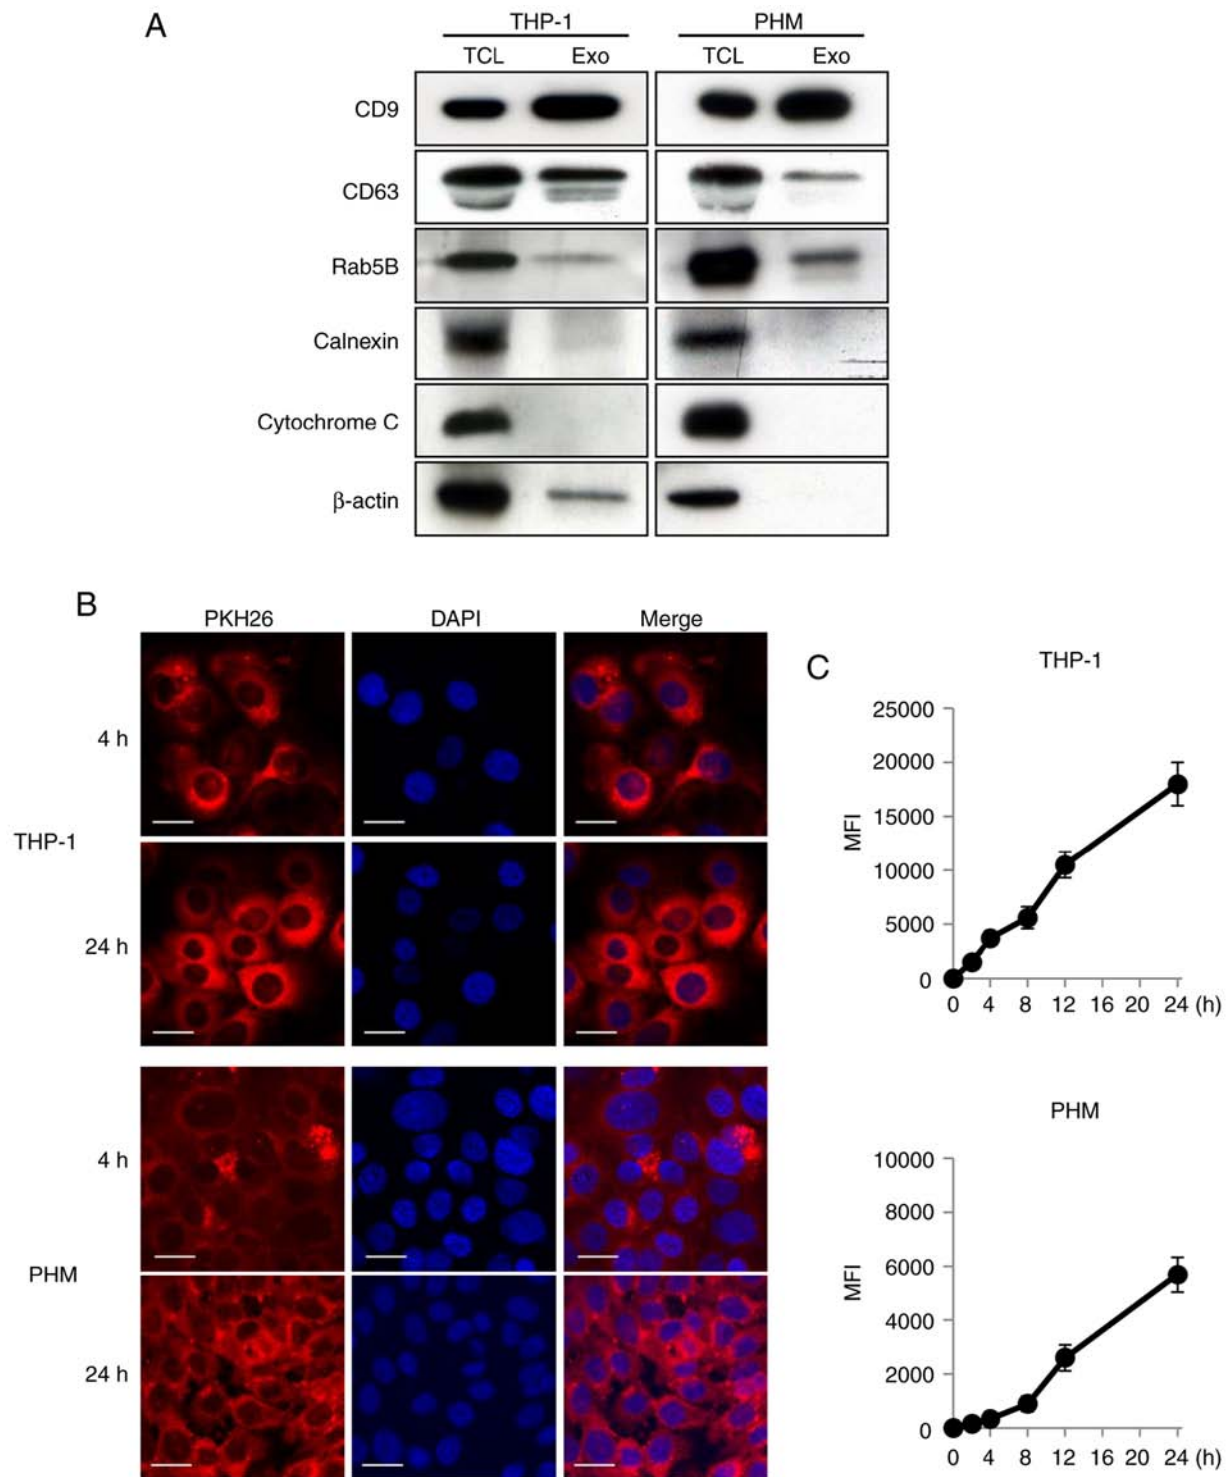 A
THP-1 PHM
TCL Exo TCL Exo
CD9
CD63
Rab5B
Calnexin
Cytochrome C
β-actin
B
PKH26 DAPI Merge
4 h
THP-1
24 h
4 h
PHM
24 h
C
THP-1
25000
20000
15000
10000
5000
0
MFI
0 4 8 12 16 20 24 (h)
PHM
10000
8000
6000
4000
2000
0
MFI
0 4 8 12 16 20 24 (h)